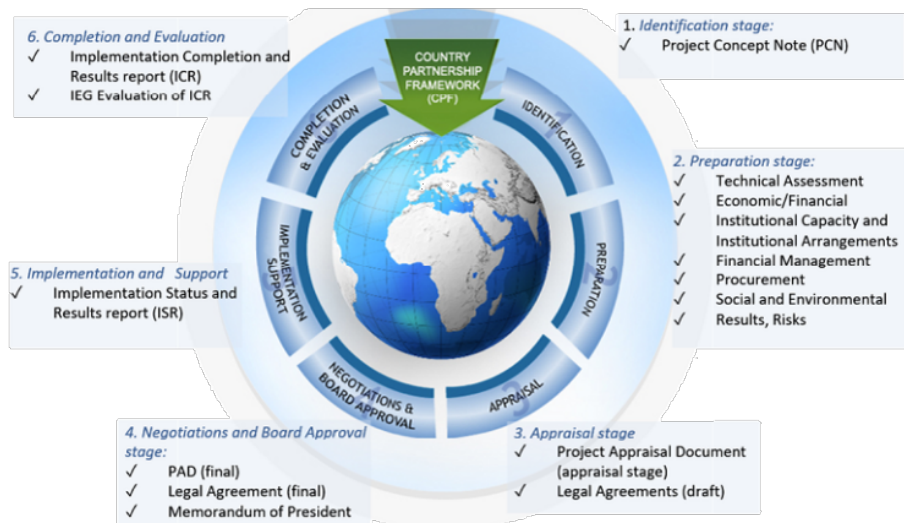 6. Completion and Evaluation
✓ Implementation Completion and
Results report (ICR)
✓ IEG Evaluation of ICR
COUNTRY
PARTNERSHIP
FRAMEWORK
(CPF)
1. Identification stage:
✓ Project Concept Note (PCN)
COMPLETION
& EVALUATION
1
IDENTIFICATION
2. Preparation stage:
✓ Technical Assessment
✓ Economic/Financial
✓ Institutional Capacity and
Institutional Arrangements
✓ Financial Management
✓ Procurement
✓ Social and Environmental
✓ Results, Risks
2
PREPARATION
5. Implementation and Support
✓ Implementation Status and
Results report (ISR)
IMPLEMENTATION
SUPPORT
NEGOTIATIONS &
BOARD APPROVAL
3
APPRAISAL
4. Negotiations and Board Approval
stage:
✓ PAD (final)
✓ Legal Agreement (final)
✓ Memorandum of President
3. Appraisal stage
✓ Project Appraisal Document
(appraisal stage)
✓ Legal Agreements (draft)